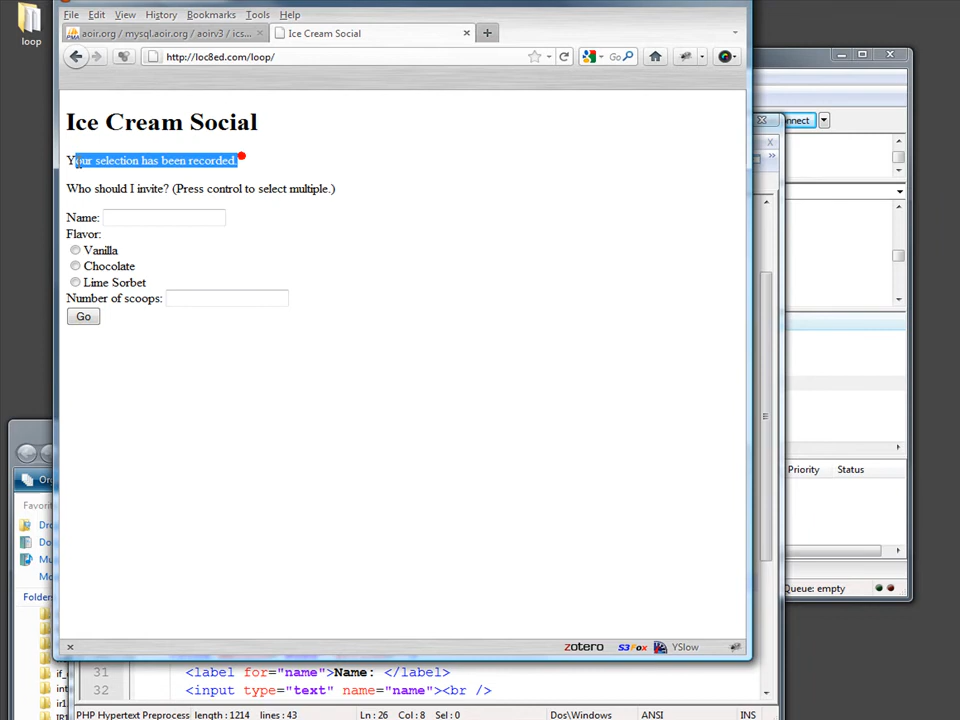 loop
File Edit View History Bookmarks Tools Help
aoir.org / mysql.aoir.org / aoirv3 / ics...
Ice Cream Social
http://loc8ed.com/loop/
Go
Ice Cream Social
Your selection has been recorded.
Who should I invite? (Press control to select multiple.)
Name:
Flavor:
Vanilla
Chocolate
Lime Sorbet
Number of scoops:
Go
Priority Status
Queue: empty
Folders
zotero S3Fox YSlow
31 <label for="name">Name: </label>
32 <input type="text" name="name"><br />
PHP Hypertext Preprocess length : 1214 lines : 43 Ln : 26 Col : 8 Sel : 0 Dos\Windows ANSI INS